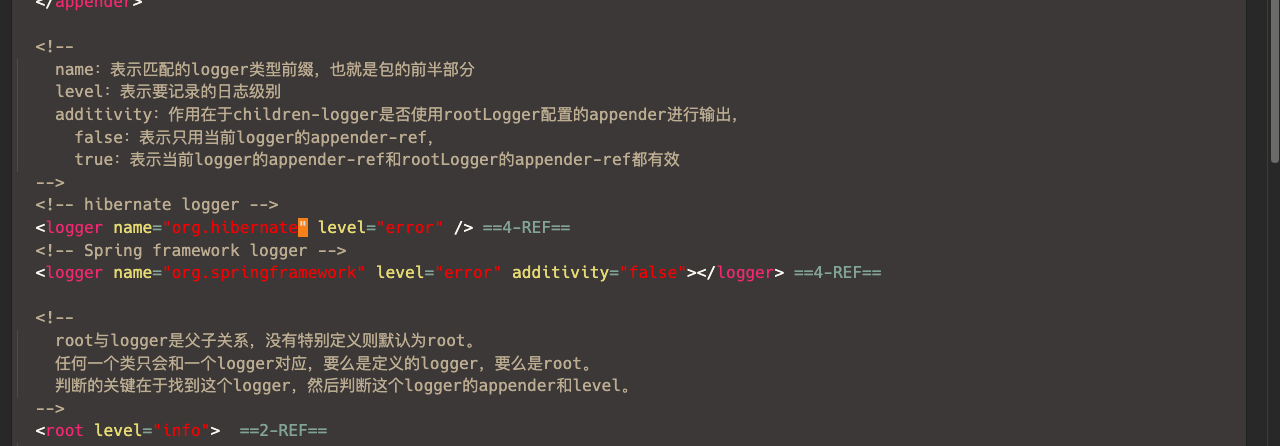 </appender>
<!--
name：表示匹配的logger类型前缀，也就是包的前半部分
level：表示要记录的日志级别
additivity：作用在于children-logger是否使用rootLogger配置的appender进行输出，
false：表示只用当前logger的appender-ref，
true：表示当前logger的appender-ref和rootLogger的appender-ref都有效
-->
<!-- hibernate logger -->
<logger name="org.hibernate" level="error" /> ==4-REF==
<!-- Spring framework logger -->
<logger name="org.springframework" level="error" additivity="false"></logger> ==4-REF==
<!--
root与logger是父子关系，没有特别定义则默认为root。
任何一个类只会和一个logger对应，要么是定义的logger，要么是root。
判断的关键在于找到这个logger，然后判断这个logger的appender和level。
-->
<root level="info">  ==2-REF==